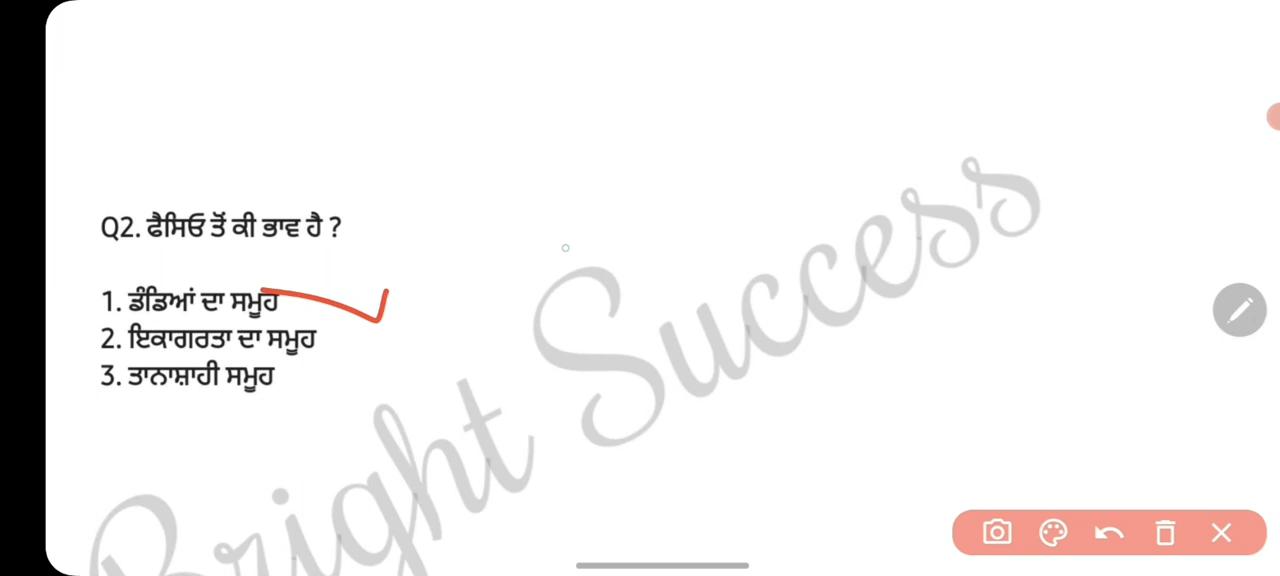 Q2. ਫੈਸਿਓ ਤੋਂ ਕੀ ਭਾਵ ਹੈ ?
1. ਡੰਡਿਆਂ ਦਾ ਸਮੂਹ
2. ਇਕਾਗਰਤਾ ਦਾ ਸਮੂਹ
3. ਤਾਨਾਸ਼ਾਹੀ ਸਮੂਹ
Bright Success